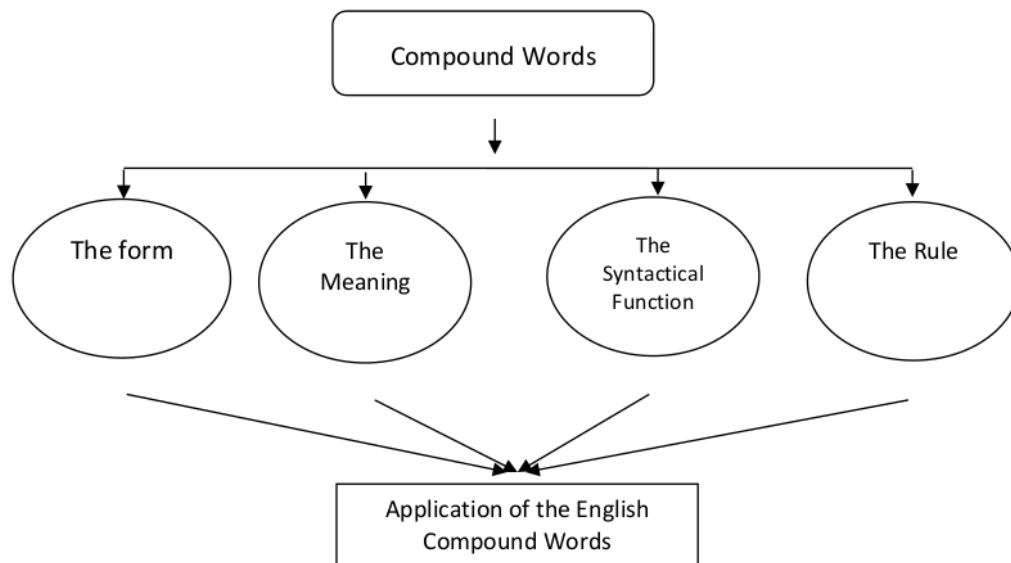 Compound Words
The form
The
Meaning
The
Syntactical
Function
The Rule
Application of the English
Compound Words